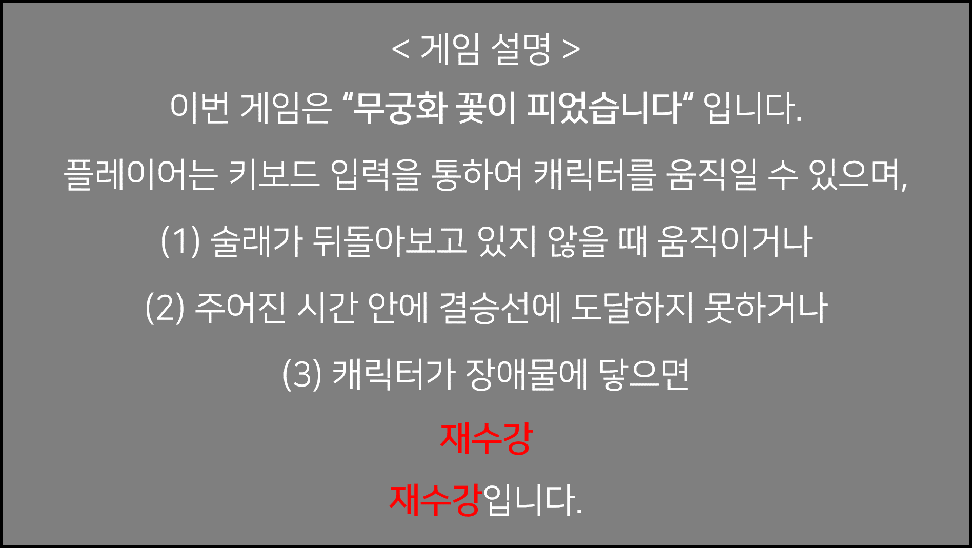 < 게임 설명 >
이번 게임은 “무궁화 꽃이 피었습니다“ 입니다.
플레이어는 키보드 입력을 통하여 캐릭터를 움직일 수 있으며,
(1) 술래가 뒤돌아보고 있지 않을 때 움직이거나
(2) 주어진 시간 안에 결승선에 도달하지 못하거나
(3) 캐릭터가 장애물에 닿으면
재수강
재수강입니다.